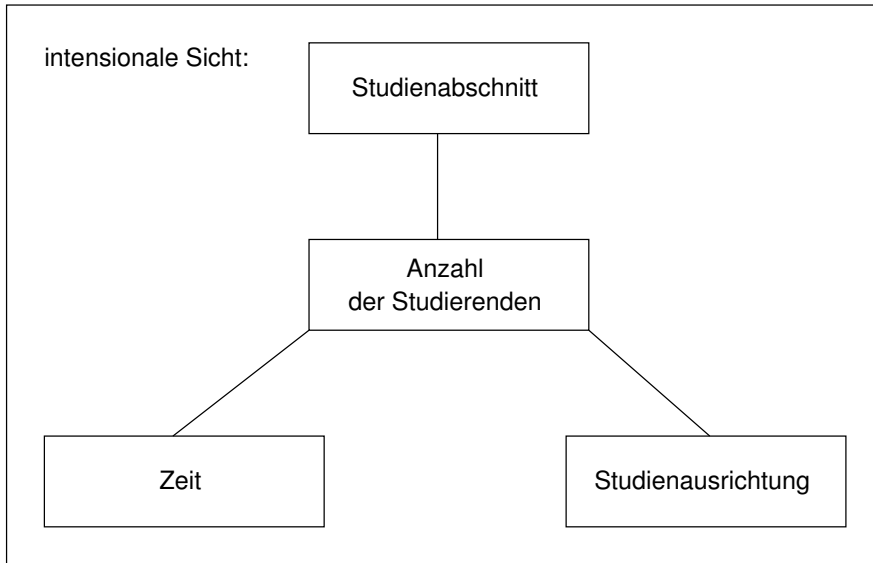 intensionale Sicht:
Studienabschnitt
Anzahl
der Studierenden
Zeit
Studienausrichtung